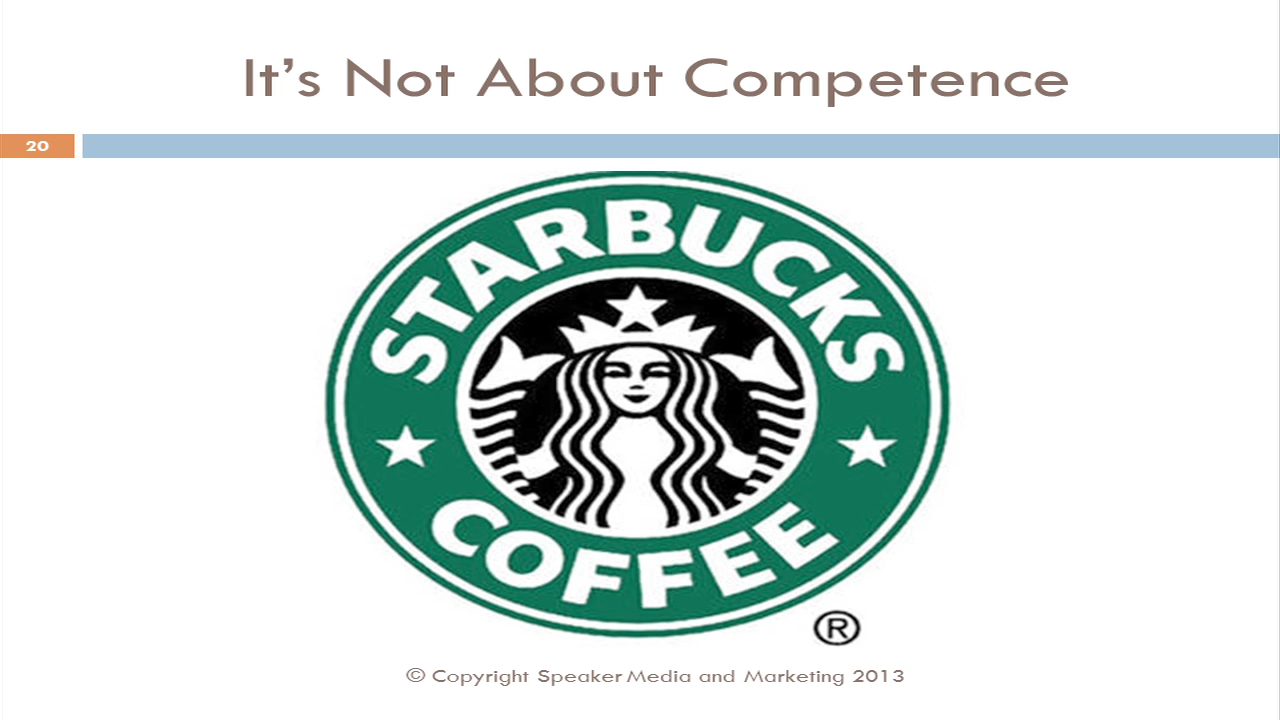 It's Not About Competence
20
STARBUCKS
COFFEE
®
© Copyright Speaker Media and Marketing 2013